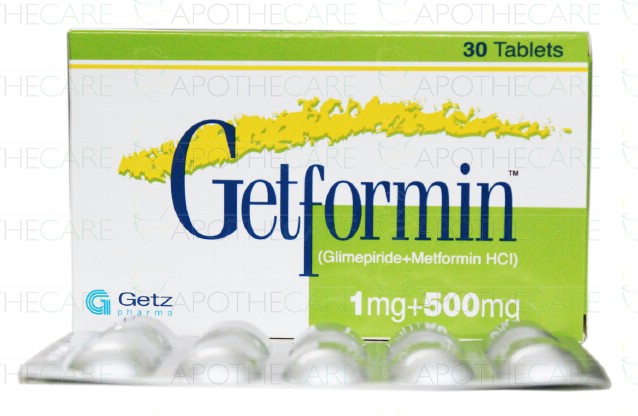 30 Tablets
Getformin™
(Glimepiride+Metformin HCl)
1mg+500mg
Getz
pharma
APOTHECARE